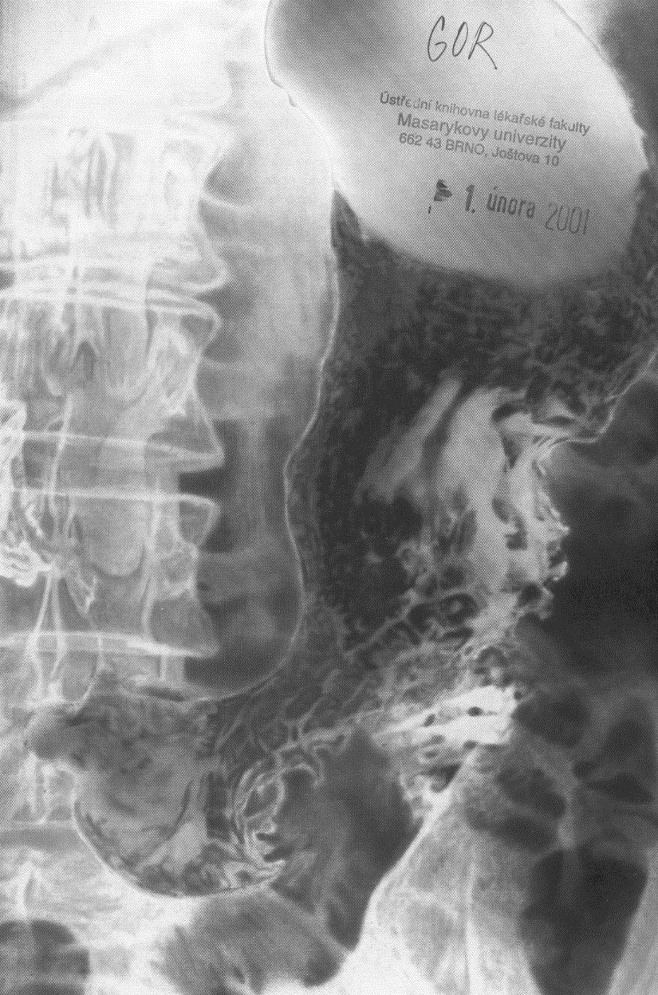 GOR
Ústřední knihovna lékařské fakulty
Masarykovy univerzity
662 43 BRNO, Joštova 10
1. února 2001